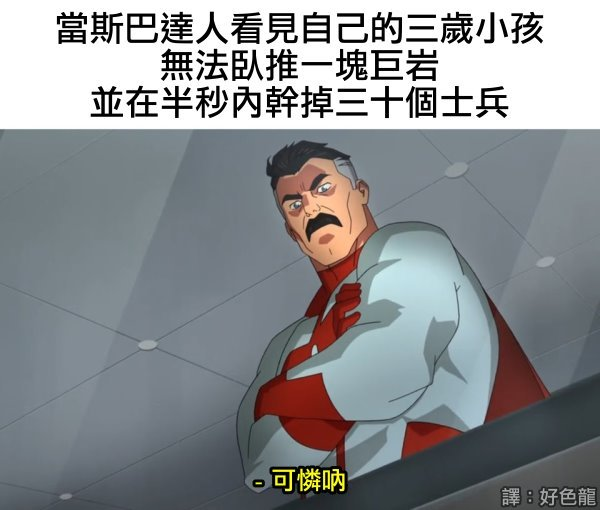 當斯巴達人看見自己的三歲小孩
無法臥推一塊巨岩
並在半秒內幹掉三十個士兵
- 可憐吶
譯：好色龍